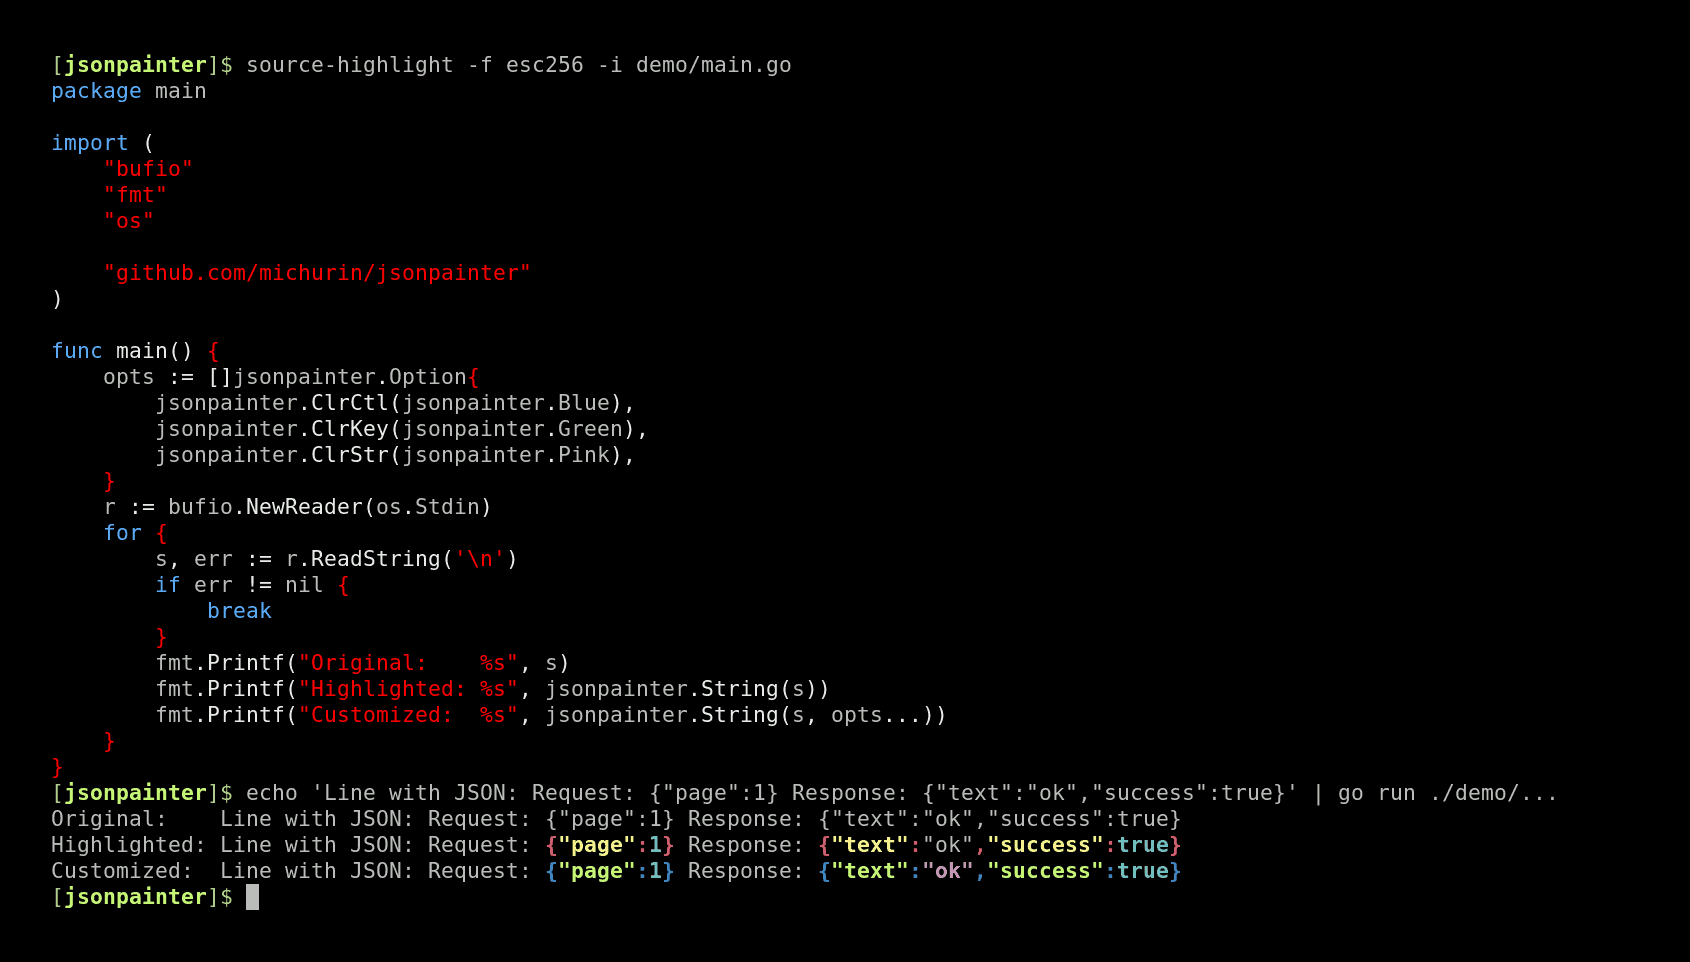 [jsonpainter]$ source-highlight -f esc256 -i demo/main.go
package main

import (
    "bufio"
    "fmt"
    "os"

    "github.com/michurin/jsonpainter"
)

func main() {
    opts := []jsonpainter.Option{
        jsonpainter.ClrCtl(jsonpainter.Blue),
        jsonpainter.ClrKey(jsonpainter.Green),
        jsonpainter.ClrStr(jsonpainter.Pink),
    }
    r := bufio.NewReader(os.Stdin)
    for {
        s, err := r.ReadString('\n')
        if err != nil {
            break
        }
        fmt.Printf("Original:    %s", s)
        fmt.Printf("Highlighted: %s", jsonpainter.String(s))
        fmt.Printf("Customized:  %s", jsonpainter.String(s, opts...))
    }
}
[jsonpainter]$ echo 'Line with JSON: Request: {"page":1} Response: {"text":"ok","success":true}' | go run ./demo/...
Original:    Line with JSON: Request: {"page":1} Response: {"text":"ok","success":true}
Highlighted: Line with JSON: Request: {"page":1} Response: {"text":"ok","success":true}
Customized:  Line with JSON: Request: {"page":1} Response: {"text":"ok","success":true}
[jsonpainter]$